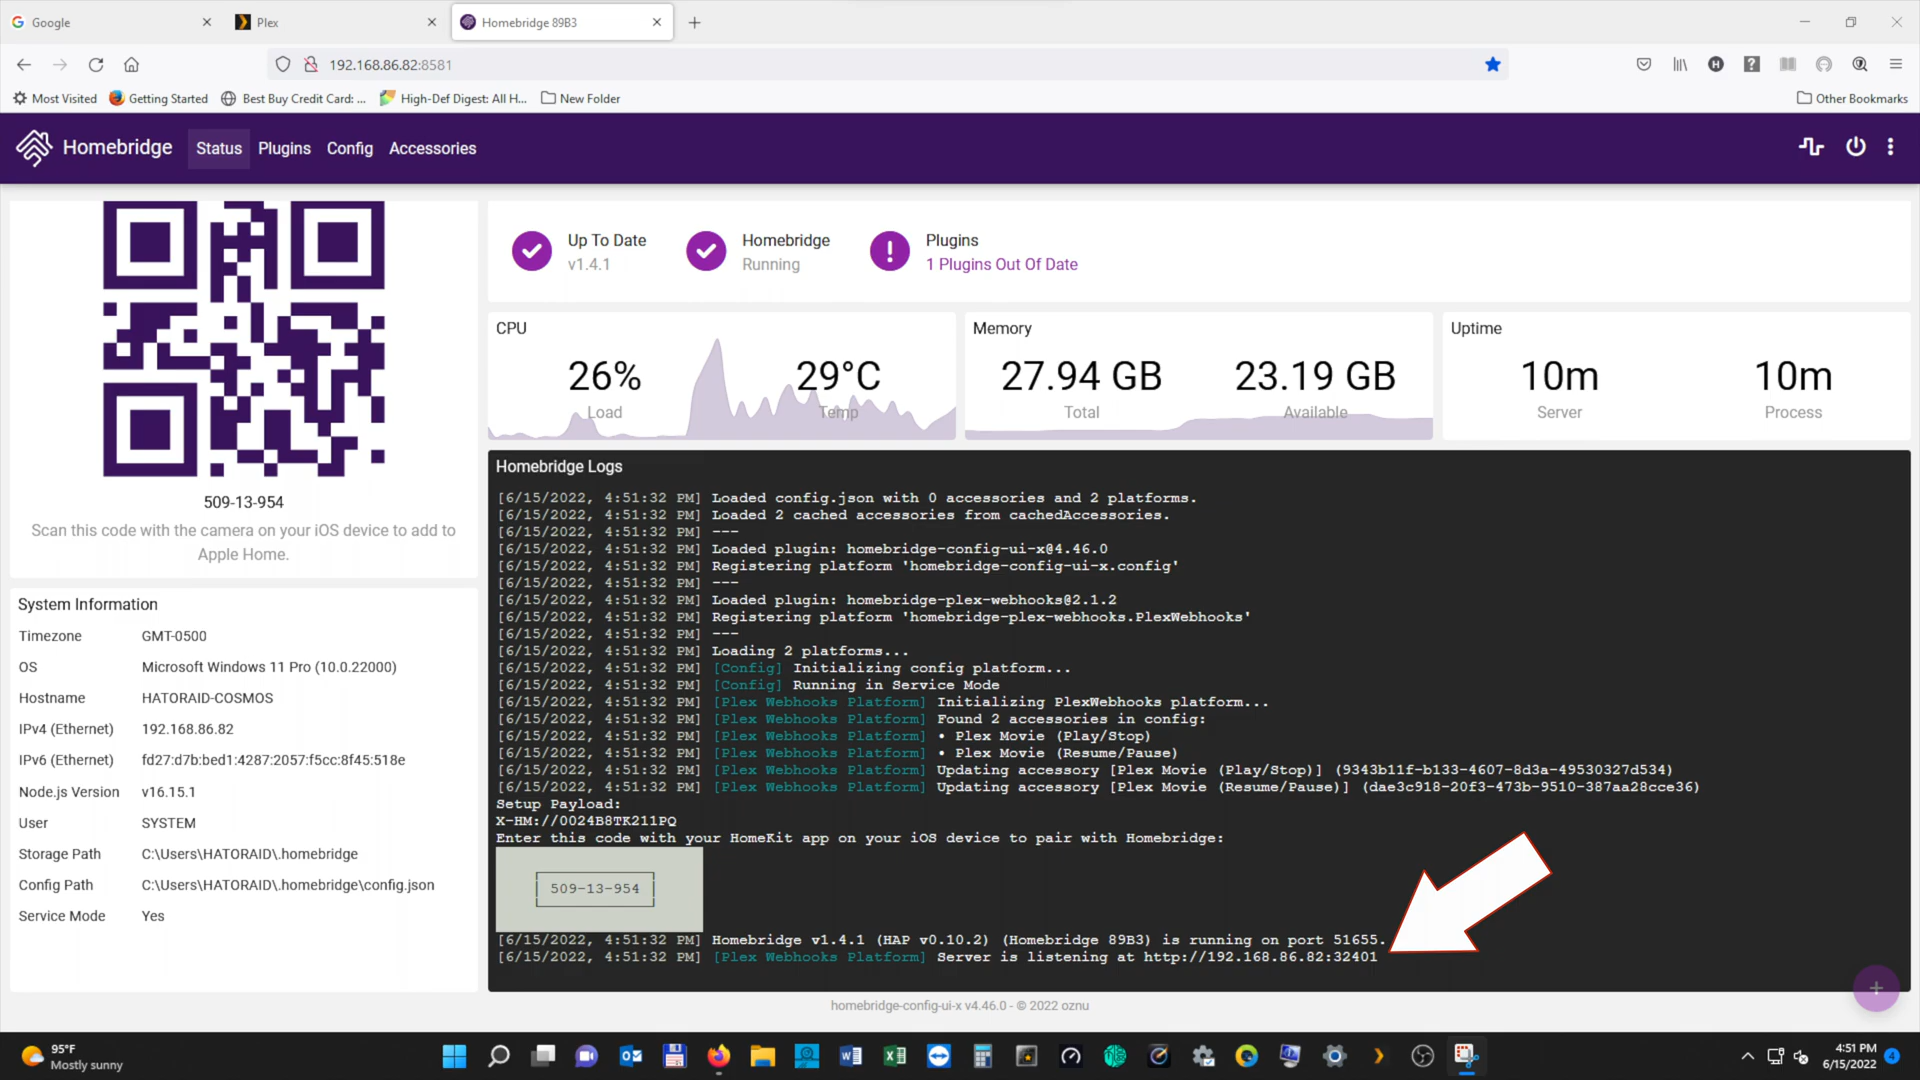 Google
Plex
Homebridge 89B3
192.168.86.82:8581
Most Visited
Getting Started
Best Buy Credit Card: ...
High-Def Digest: All H...
New Folder
Other Bookmarks
Homebridge
Status
Plugins
Config
Accessories
509-13-954
Scan this code with the camera on your iOS device to add to
Apple Home.
System Information
Timezone GMT-0500
OS Microsoft Windows 11 Pro (10.0.22000)
Hostname HATORAID-COSMOS
IPv4 (Ethernet) 192.168.86.82
IPv6 (Ethernet) fd27:d7b:bed1:4287:2057:f5cc:8f45:518e
Node.js Version v16.15.1
User SYSTEM
Storage Path C:\Users\HATORAID\.homebridge
Config Path C:\Users\HATORAID\.homebridge\config.json
Service Mode Yes
Up To Date
v1.4.1
Homebridge
Running
Plugins
1 Plugins Out Of Date
CPU
26%
Load
29°C
Temp
Memory
27.94 GB
Total
23.19 GB
Available
Uptime
10m
Server
10m
Process
Homebridge Logs
[6/15/2022, 4:51:32 PM] Loaded config.json with 0 accessories and 2 platforms.
[6/15/2022, 4:51:32 PM] Loaded 2 cached accessories from cachedAccessories.
[6/15/2022, 4:51:32 PM] ---
[6/15/2022, 4:51:32 PM] Loaded plugin: homebridge-config-ui-x@4.46.0
[6/15/2022, 4:51:32 PM] Registering platform 'homebridge-config-ui-x.config'
[6/15/2022, 4:51:32 PM] ---
[6/15/2022, 4:51:32 PM] Loaded plugin: homebridge-plex-webhooks@2.1.2
[6/15/2022, 4:51:32 PM] Registering platform 'homebridge-plex-webhooks.PlexWebhooks'
[6/15/2022, 4:51:32 PM] ---
[6/15/2022, 4:51:32 PM] Loading 2 platforms...
[6/15/2022, 4:51:32 PM] [Config] Initializing config platform...
[6/15/2022, 4:51:32 PM] [Config] Running in Service Mode
[6/15/2022, 4:51:32 PM] [Plex Webhooks Platform] Initializing PlexWebhooks platform...
[6/15/2022, 4:51:32 PM] [Plex Webhooks Platform] Found 2 accessories in config:
[6/15/2022, 4:51:32 PM] [Plex Webhooks Platform] • Plex Movie (Play/Stop)
[6/15/2022, 4:51:32 PM] [Plex Webhooks Platform] • Plex Movie (Resume/Pause)
[6/15/2022, 4:51:32 PM] [Plex Webhooks Platform] Updating accessory [Plex Movie (Play/Stop)] (9343b11f-b133-4607-8d3a-49530327d534)
[6/15/2022, 4:51:32 PM] [Plex Webhooks Platform] Updating accessory [Plex Movie (Resume/Pause)] (dae3c918-20f3-473b-9510-387aa28cce36)
Setup Payload:
X-HM://0024B8TK211PQ
Enter this code with your HomeKit app on your iOS device to pair with Homebridge:
509-13-954
[6/15/2022, 4:51:32 PM] Homebridge v1.4.1 (HAP v0.10.2) (Homebridge 89B3) is running on port 51655.
[6/15/2022, 4:51:32 PM] [Plex Webhooks Platform] Server is listening at http://192.168.86.82:32401
homebridge-config-ui-x v4.46.0 - © 2022 oznu
95°F
Mostly sunny
4:51 PM
6/15/2022
4